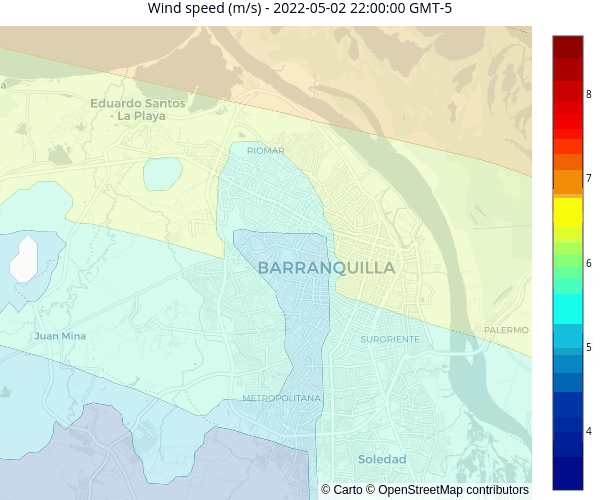 Wind speed (m/s) - 2022-05-02 22:00:00 GMT-5
a
Eduardo Santos
- La Playa
RIOMAR
BARRANQUILLA
Juan Mina
SURORIENTE
PALERMO
METROPOLITANA
Soledad
© Carto © OpenStreetMap contributors
8
7
6
5
4